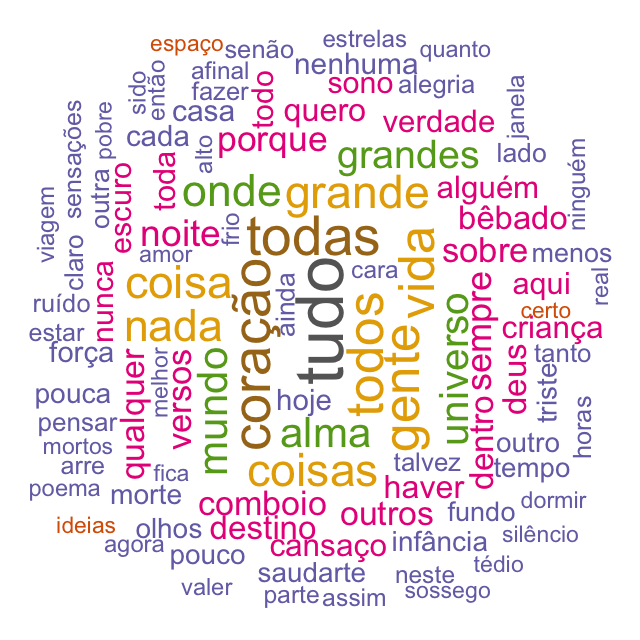 espaço
senão
estrelas
quanto
afinal
nenhuma
fazer
todo
sono
alegria
sido
então
casa
quero
janela
cada
alto
porque
verdade
sensações
pobre
grandes
lado
outra
escuro
toda
onde
grande
alguém
ninguém
viagem
noite
frio
todas
bêbado
claro
amor
sobre
menos
nunca
coisa
coração
ainda
tudo
cara
vida
aqui
real
ruído
nada
todos
gente
universo
sempre
certo
criança
estar
força
qualquer
melhor
versos
mundo
hoje
deus
tanto
triste
pouca
alma
dentro
horas
pensar
outro
mortos
arre
fica
coisas
talvez
tempo
poema
morte
comboio
haver
dormir
ideias
olhos
destino
outros
fundo
agora
pouco
cansaço
infância
silêncio
saudarte
neste
tédio
valer
parte
assim
sossego